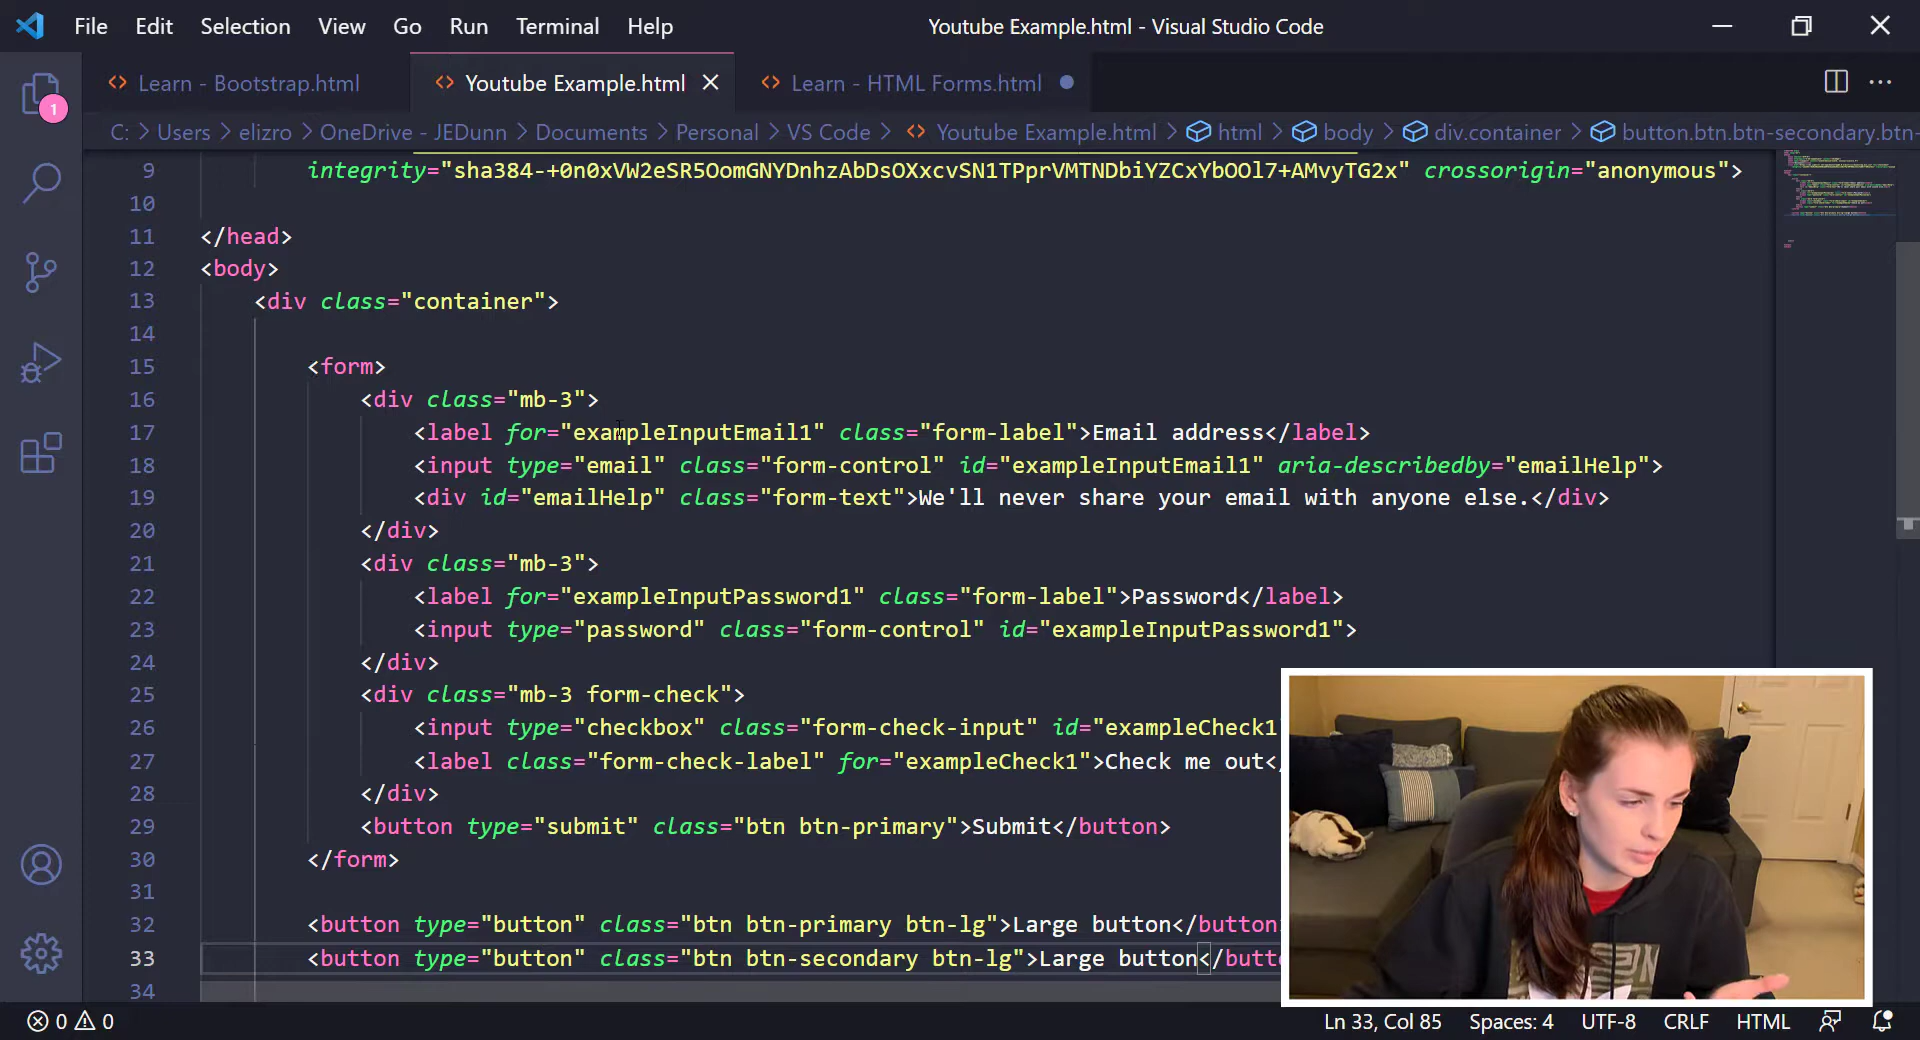 File Edit Selection View Go Run Terminal Help Youtube Example.html - Visual Studio Code
Learn - Bootstrap.html Youtube Example.html Learn - HTML Forms.html
C: > Users > elizro > OneDrive - JEDunn > Documents > Personal > VS Code > Youtube Example.html > html > body > div.container > button.btn.btn-secondary.btn-
1
9 integrity="sha384-+0n0xVW2eSR5OomGNYDnhzAbDsOXxcvSN1TPprVMTNDbiYZCxYbOOl7+AMvyTG2x" crossorigin="anonymous">
10
11 </head>
12 <body>
13 <div class="container">
14
15 <form>
16 <div class="mb-3">
17 <label for="exampleInputEmail1" class="form-label">Email address</label>
18 <input type="email" class="form-control" id="exampleInputEmail1" aria-describedby="emailHelp">
19 <div id="emailHelp" class="form-text">We'll never share your email with anyone else.</div>
20 </div>
21 <div class="mb-3">
22 <label for="exampleInputPassword1" class="form-label">Password</label>
23 <input type="password" class="form-control" id="exampleInputPassword1">
24 </div>
25 <div class="mb-3 form-check">
26 <input type="checkbox" class="form-check-input" id="exampleCheck1
27 <label class="form-check-label" for="exampleCheck1">Check me out<
28 </div>
29 <button type="submit" class="btn btn-primary">Submit</button>
30 </form>
31
32 <button type="button" class="btn btn-primary btn-lg">Large button</button
33 <button type="button" class="btn btn-secondary btn-lg">Large button</butt
34
0 0 Ln 33, Col 85 Spaces: 4 UTF-8 CRLF HTML